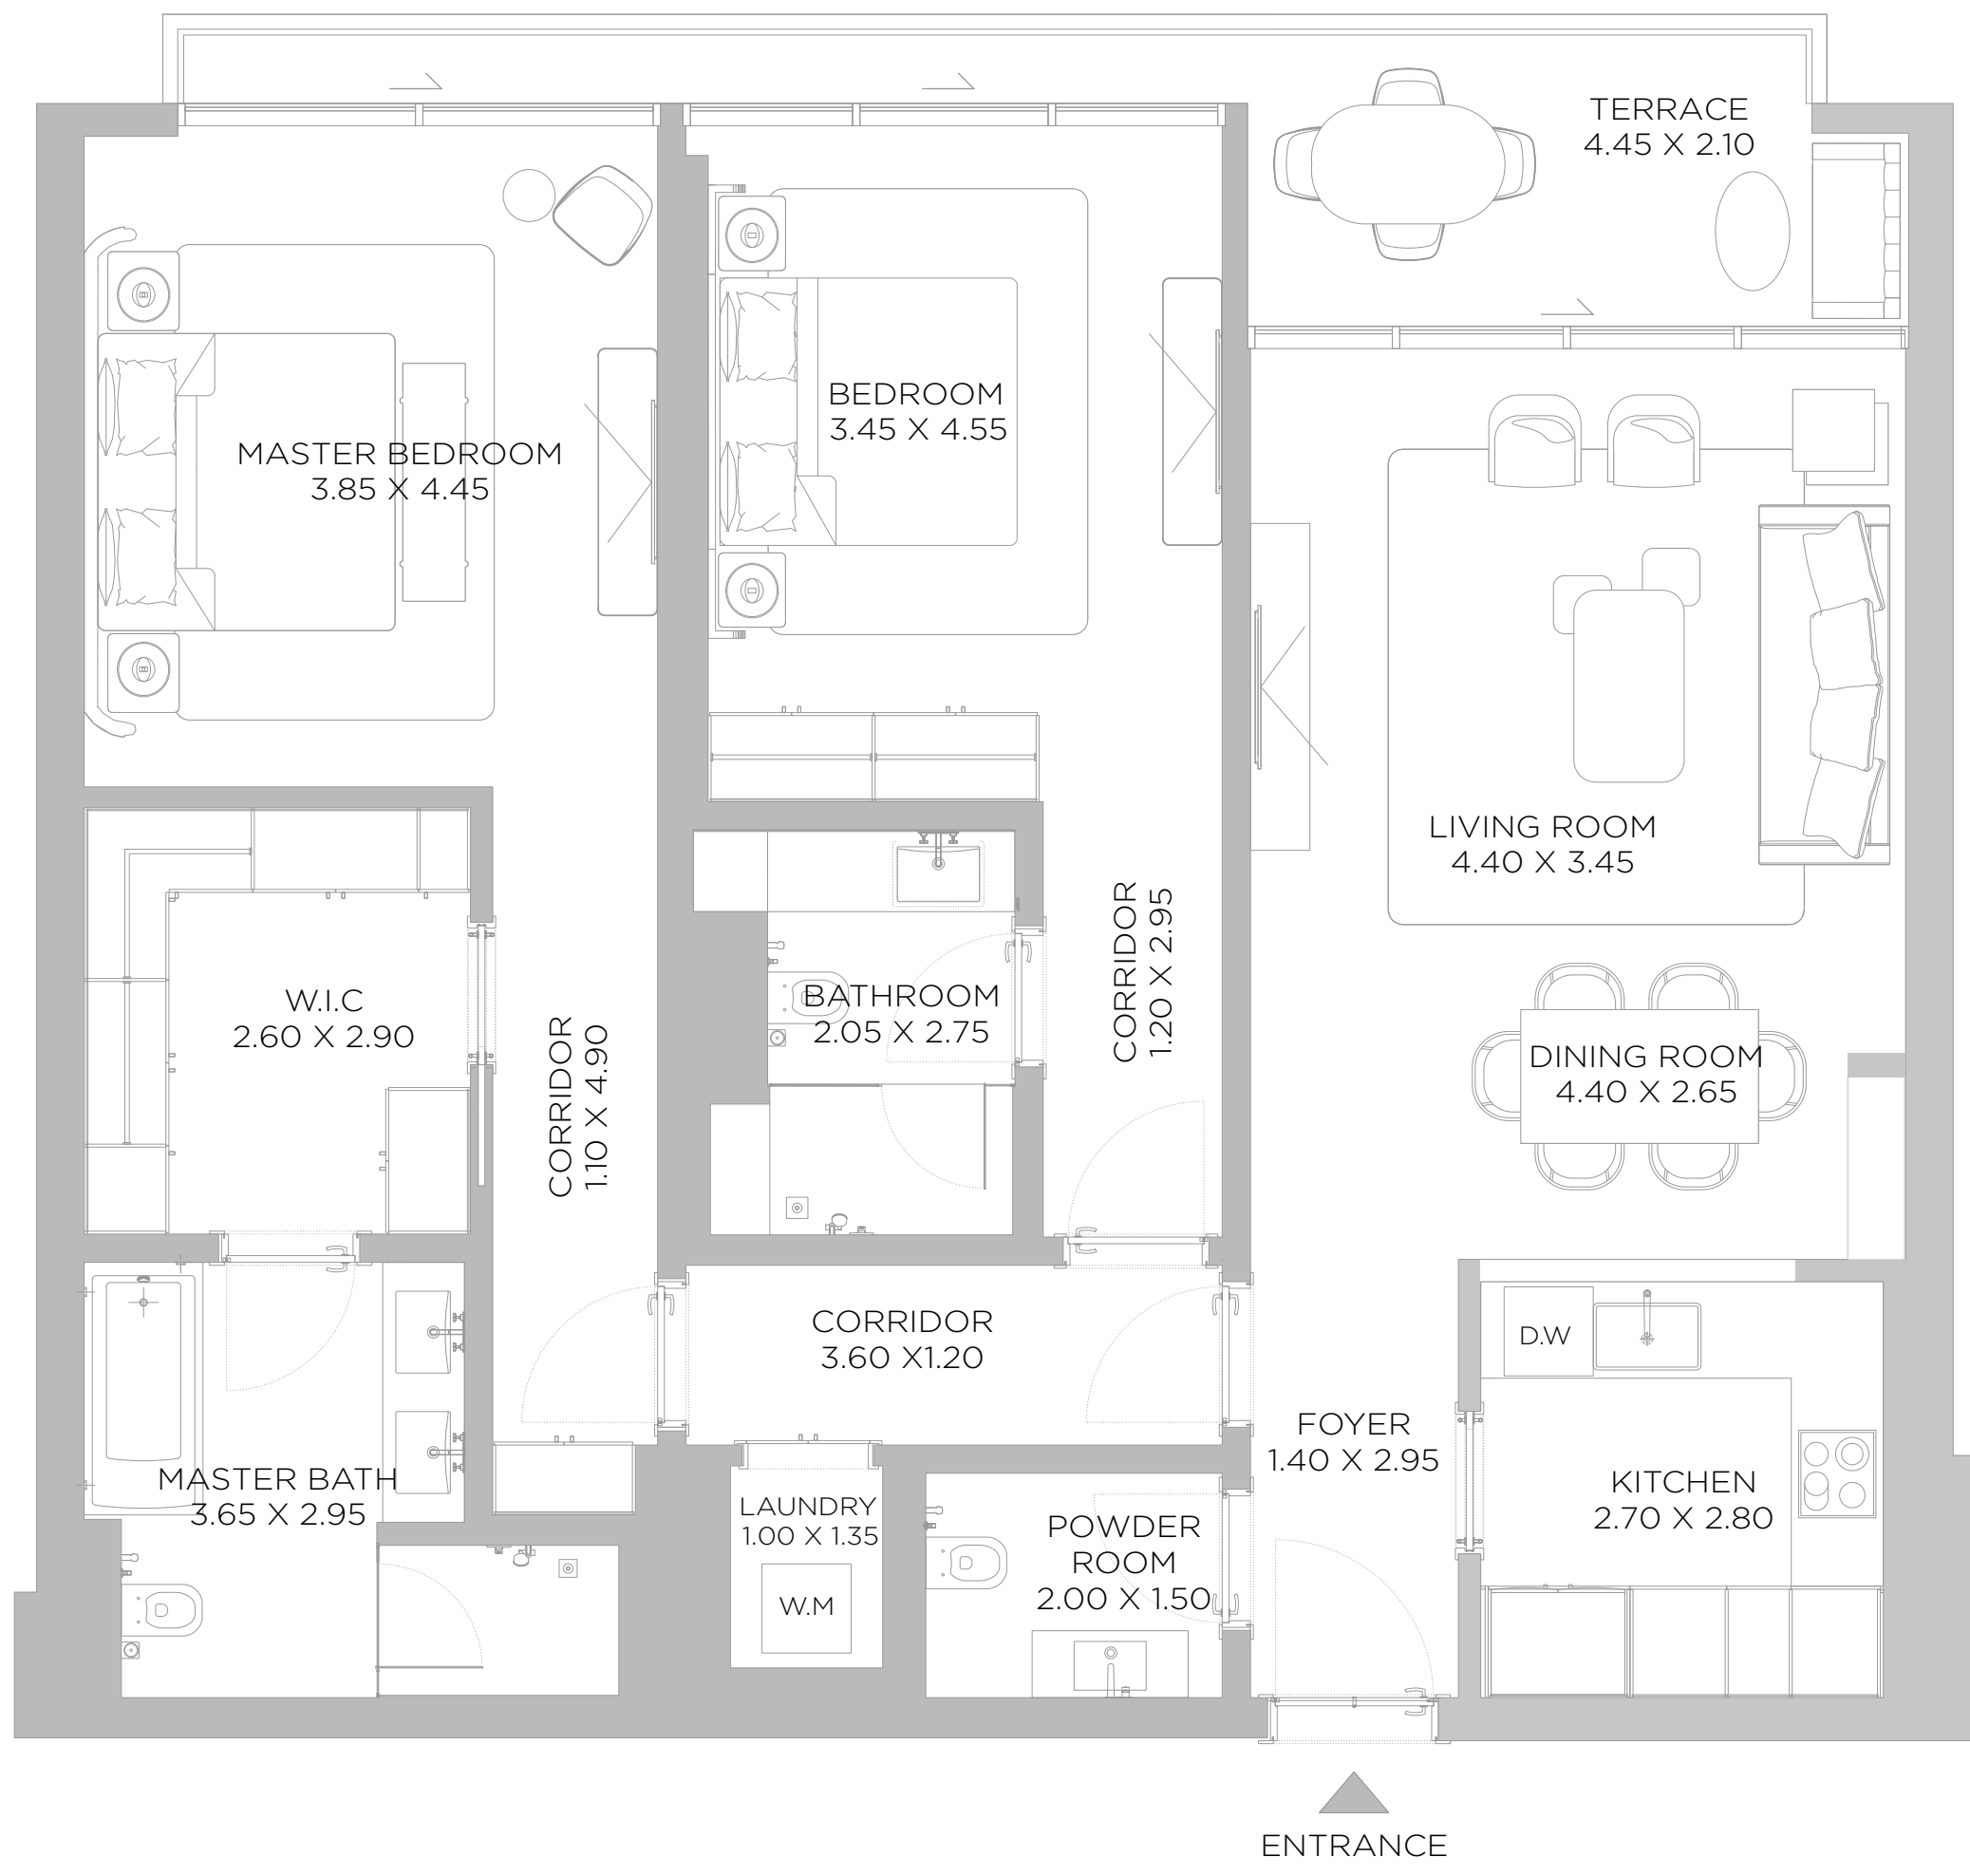 TERRACE
4.45 X 2.10
BEDROOM
3.45 X 4.55
MASTER BEDROOM
3.85 X 4.45
LIVING ROOM
4.40 X 3.45
CORRIDOR
1.20 X 2.95
W.I.C
2.60 X 2.90
BATHROOM
2.05 X 2.75
CORRIDOR
1.10 X 4.90
DINING ROOM
4.40 X 2.65
CORRIDOR
3.60 X1.20
D.W
FOYER
1.40 X 2.95
MASTER BATH
3.65 X 2.95
KITCHEN
2.70 X 2.80
LAUNDRY
1.00 X 1.35
POWDER
ROOM
2.00 X 1.50
W.M
ENTRANCE